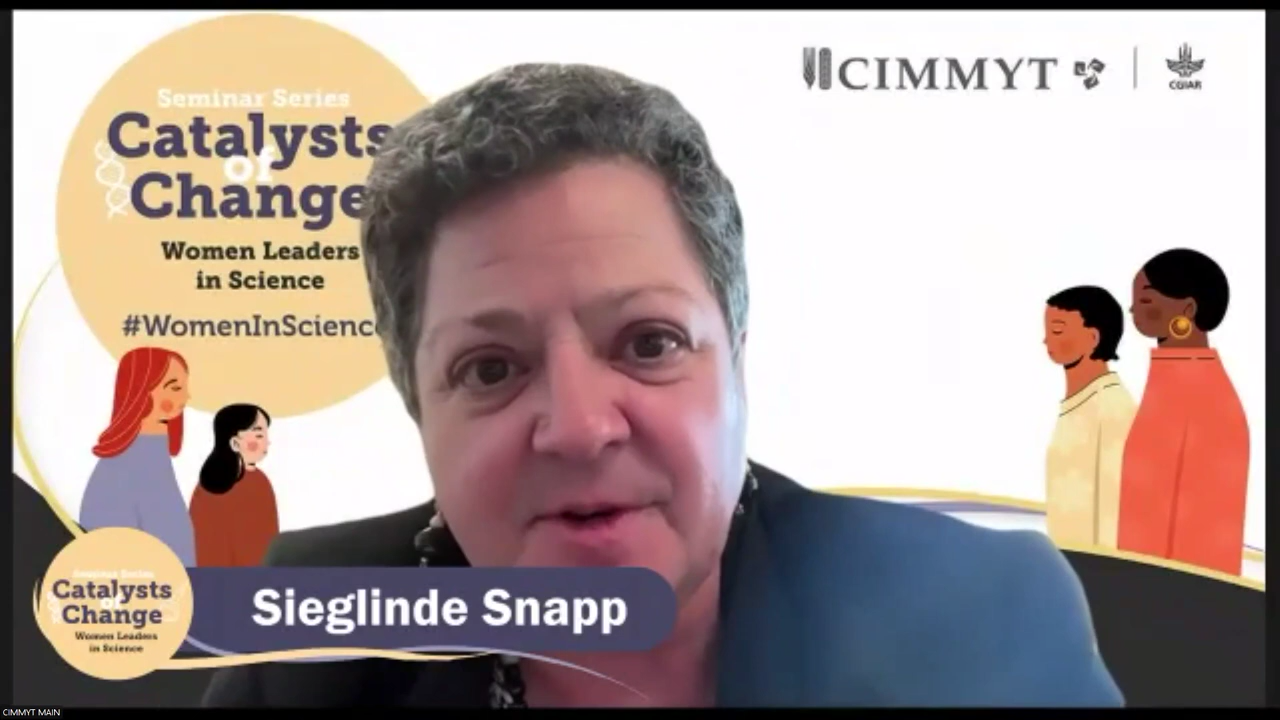 Seminar Series
Catalysts
of
Change
Women Leaders
in Science
#WomenInScience
CIMMYT
CGIAR
Seminar Series
Catalysts
of
Change
Women Leaders
in Science
Sieglinde Snapp
CIMMYT MAIN